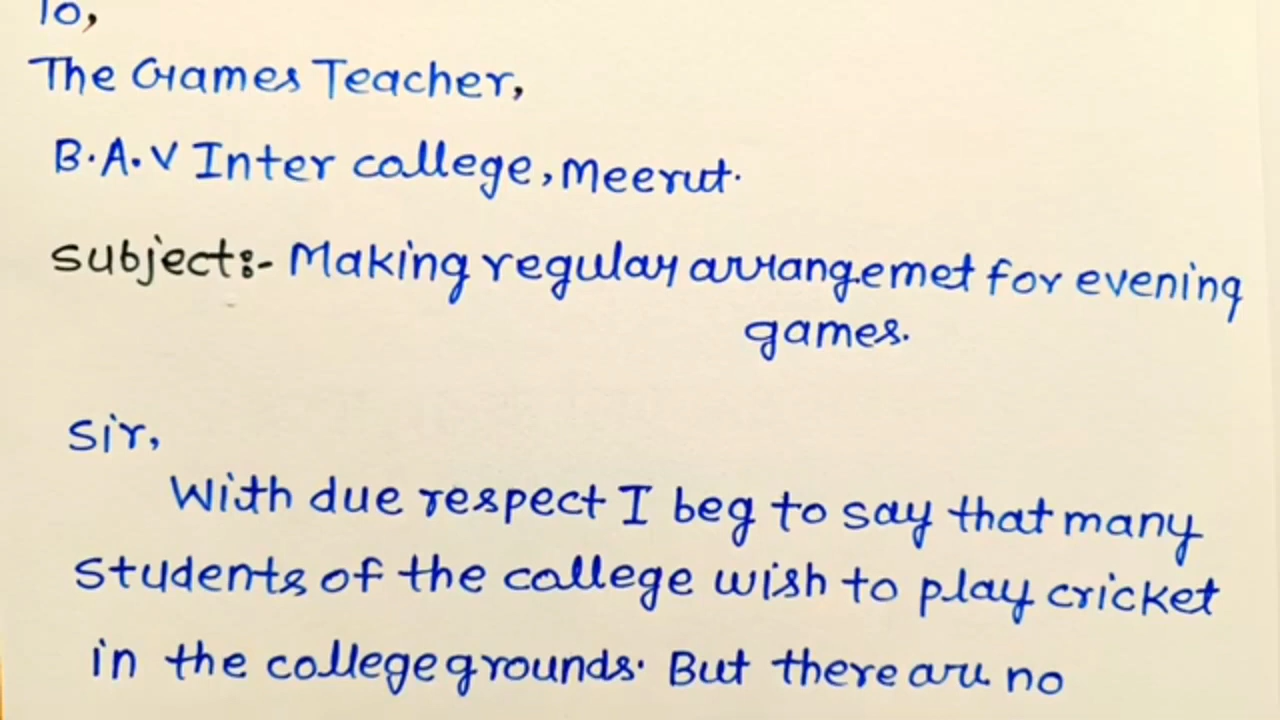 To,
The Games Teacher,
B.A.V Inter college, Meerut.
Subject:- Making regular arrangemet for evening
games.
Sir,
With due respect I beg to say that many
students of the college wish to play cricket
in the college grounds. But there are no